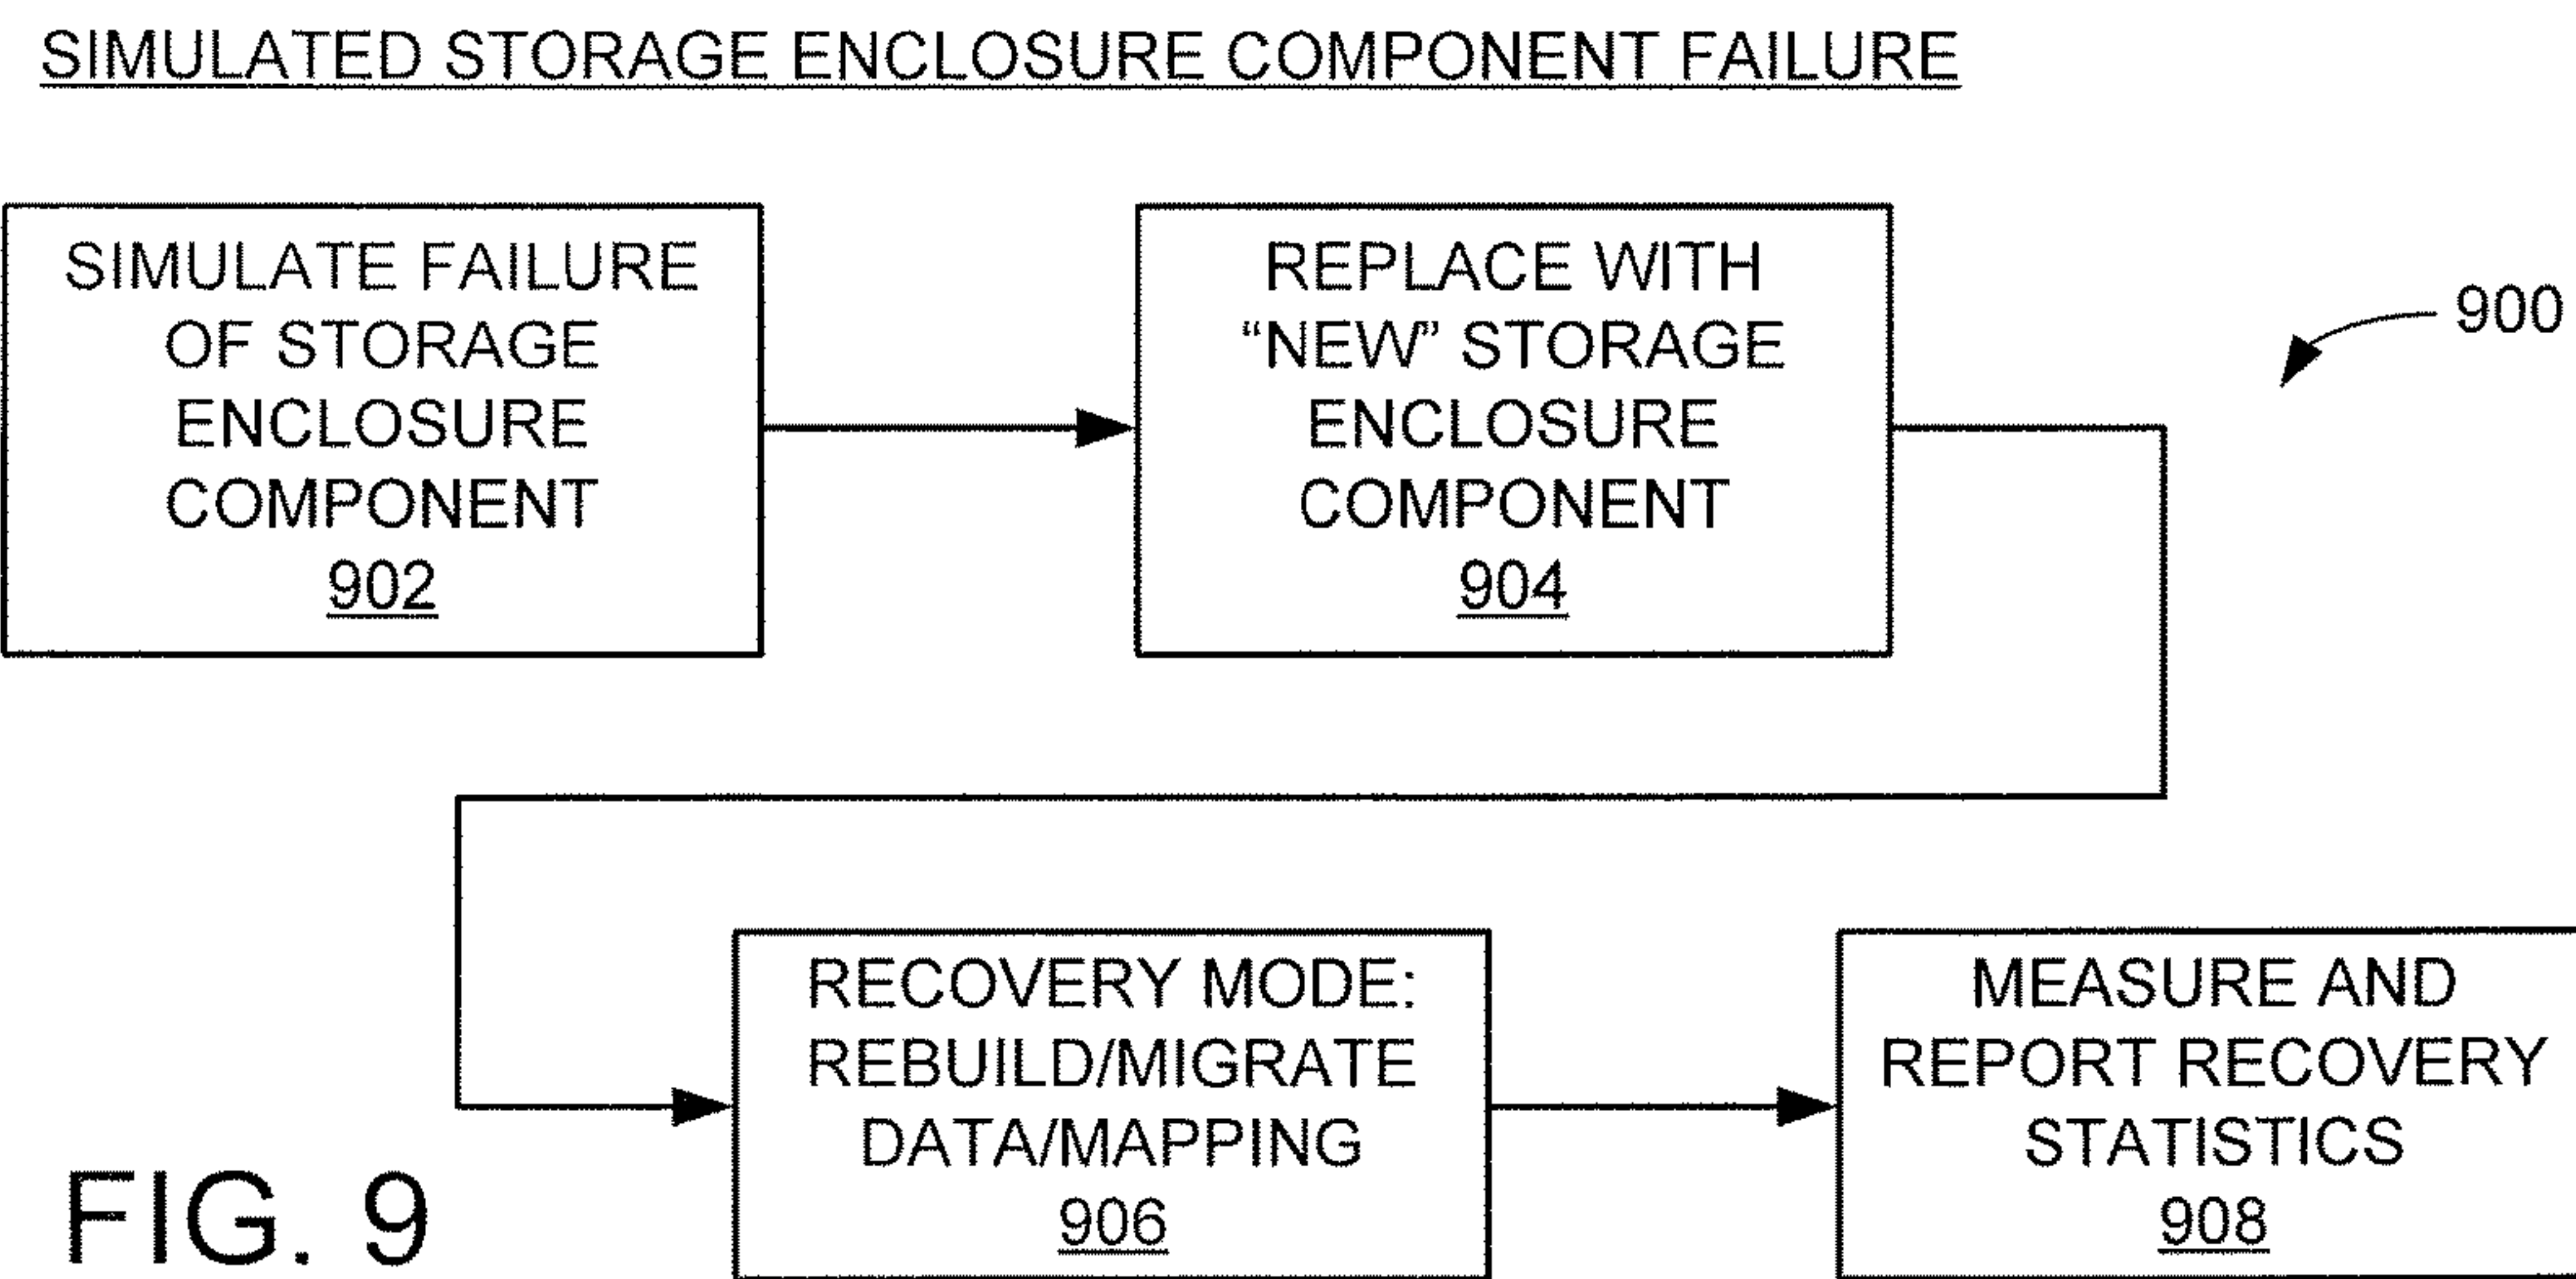 SIMULATED STORAGE ENCLOSURE COMPONENT FAILURE
SIMULATE FAILURE
OF STORAGE
ENCLOSURE
COMPONENT
902
REPLACE WITH
“NEW” STORAGE
ENCLOSURE
COMPONENT
904
900
RECOVERY MODE:
REBUILD/MIGRATE
DATA/MAPPING
906
MEASURE AND
REPORT RECOVERY
STATISTICS
908
FIG. 9